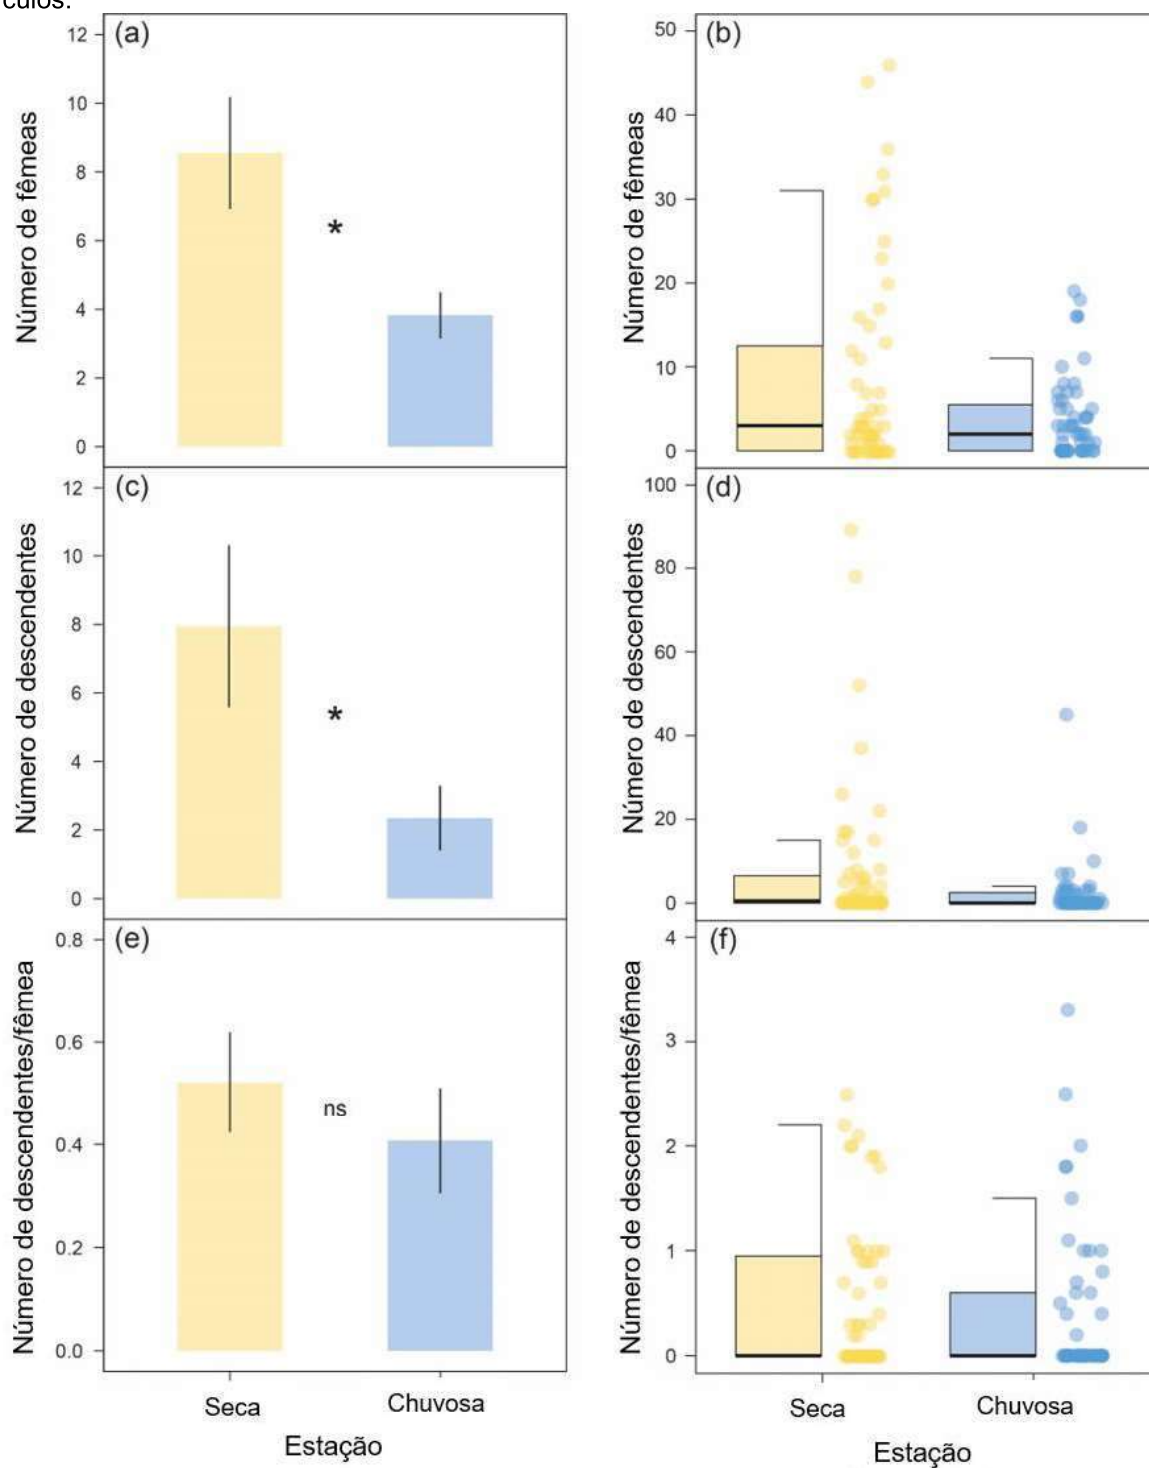 culos.
(a)
Número de fêmeas
12
10
8
6
4
2
0
*
(b)
Número de fêmeas
50
40
30
20
10
0
(c)
Número de descendentes
12
10
8
6
4
2
0
*
(d)
Número de descendentes
100
80
60
40
20
0
(e)
Número de descendentes/fêmea
0.8
0.6
0.4
0.2
0.0
ns
Seca
Chuvosa
Estação
(f)
Número de descendentes/fêmea
4
3
2
1
0
Seca
Chuvosa
Estação